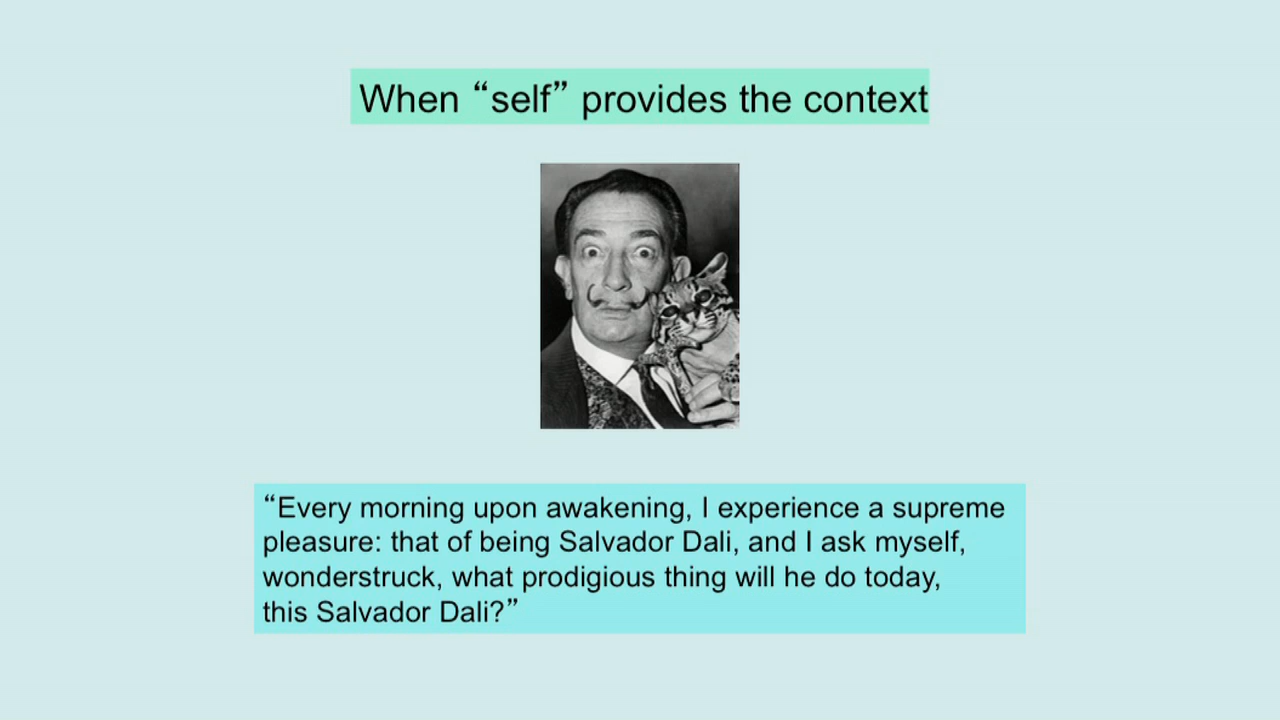 When “self” provides the context
“Every morning upon awakening, I experience a supreme
pleasure: that of being Salvador Dali, and I ask myself,
wonderstruck, what prodigious thing will he do today,
this Salvador Dali?”